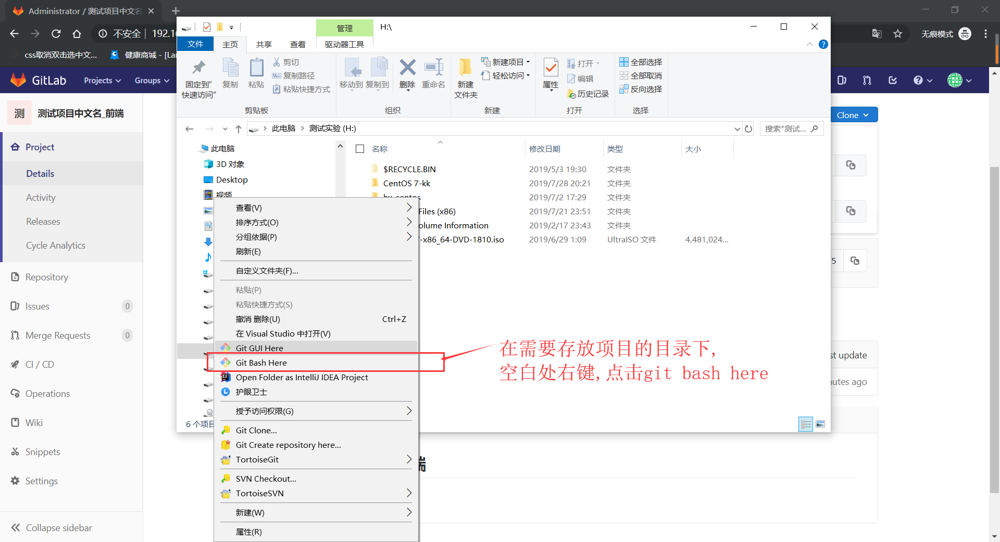 Administrator / 测试项目中文名
不安全 | 192.1
无痕模式
css取消双击选中文...
健康商城 - [La
管理
H:\
文件
主页
共享
查看
驱动器工具
固定到"快速访问"
复制
粘贴
剪切
复制路径
粘贴快捷方式
剪贴板
移动到
复制到
删除
重命名
组织
新建文件夹
新建项目
轻松访问
新建
属性
打开
编辑
历史记录
打开
全部选择
全部取消
反向选择
选择
此电脑 > 测试实验 (H:)
搜索"测试...
GitLab
Projects
Groups
测
测试项目中文名_前端
Project
Details
Activity
Releases
Cycle Analytics
Repository
Issues
0
Merge Requests
0
CI / CD
Operations
Wiki
Snippets
Settings
Collapse sidebar
此电脑
3D 对象
Desktop
视频
6 个项目
名称
修改日期
类型
大小
$RECYCLE.BIN
2019/5/3 19:30
文件夹
CentOS 7-kk
2019/7/28 20:21
文件夹
hx-centos
2019/7/2 17:29
文件夹
Files (x86)
2019/7/21 23:51
文件夹
olume Information
2019/2/17 23:43
文件夹
-x86_64-DVD-1810.iso
2019/6/29 1:09
UltraISO 文件
4,481,024...
查看(V)
排序方式(O)
分组依据(P)
刷新(E)
自定义文件夹(F)...
粘贴(P)
粘贴快捷方式(S)
撤消 删除(U)
Ctrl+Z
在 Visual Studio 中打开(V)
Git GUI Here
Git Bash Here
Open Folder as IntelliJ IDEA Project
护眼卫士
授予访问权限(G)
Git Clone...
Git Create repository here...
TortoiseGit
SVN Checkout...
TortoiseSVN
新建(W)
属性(R)
在需要存放项目的目录下,
空白处右键,点击git bash here
Clone
5
st update
utes ago
端